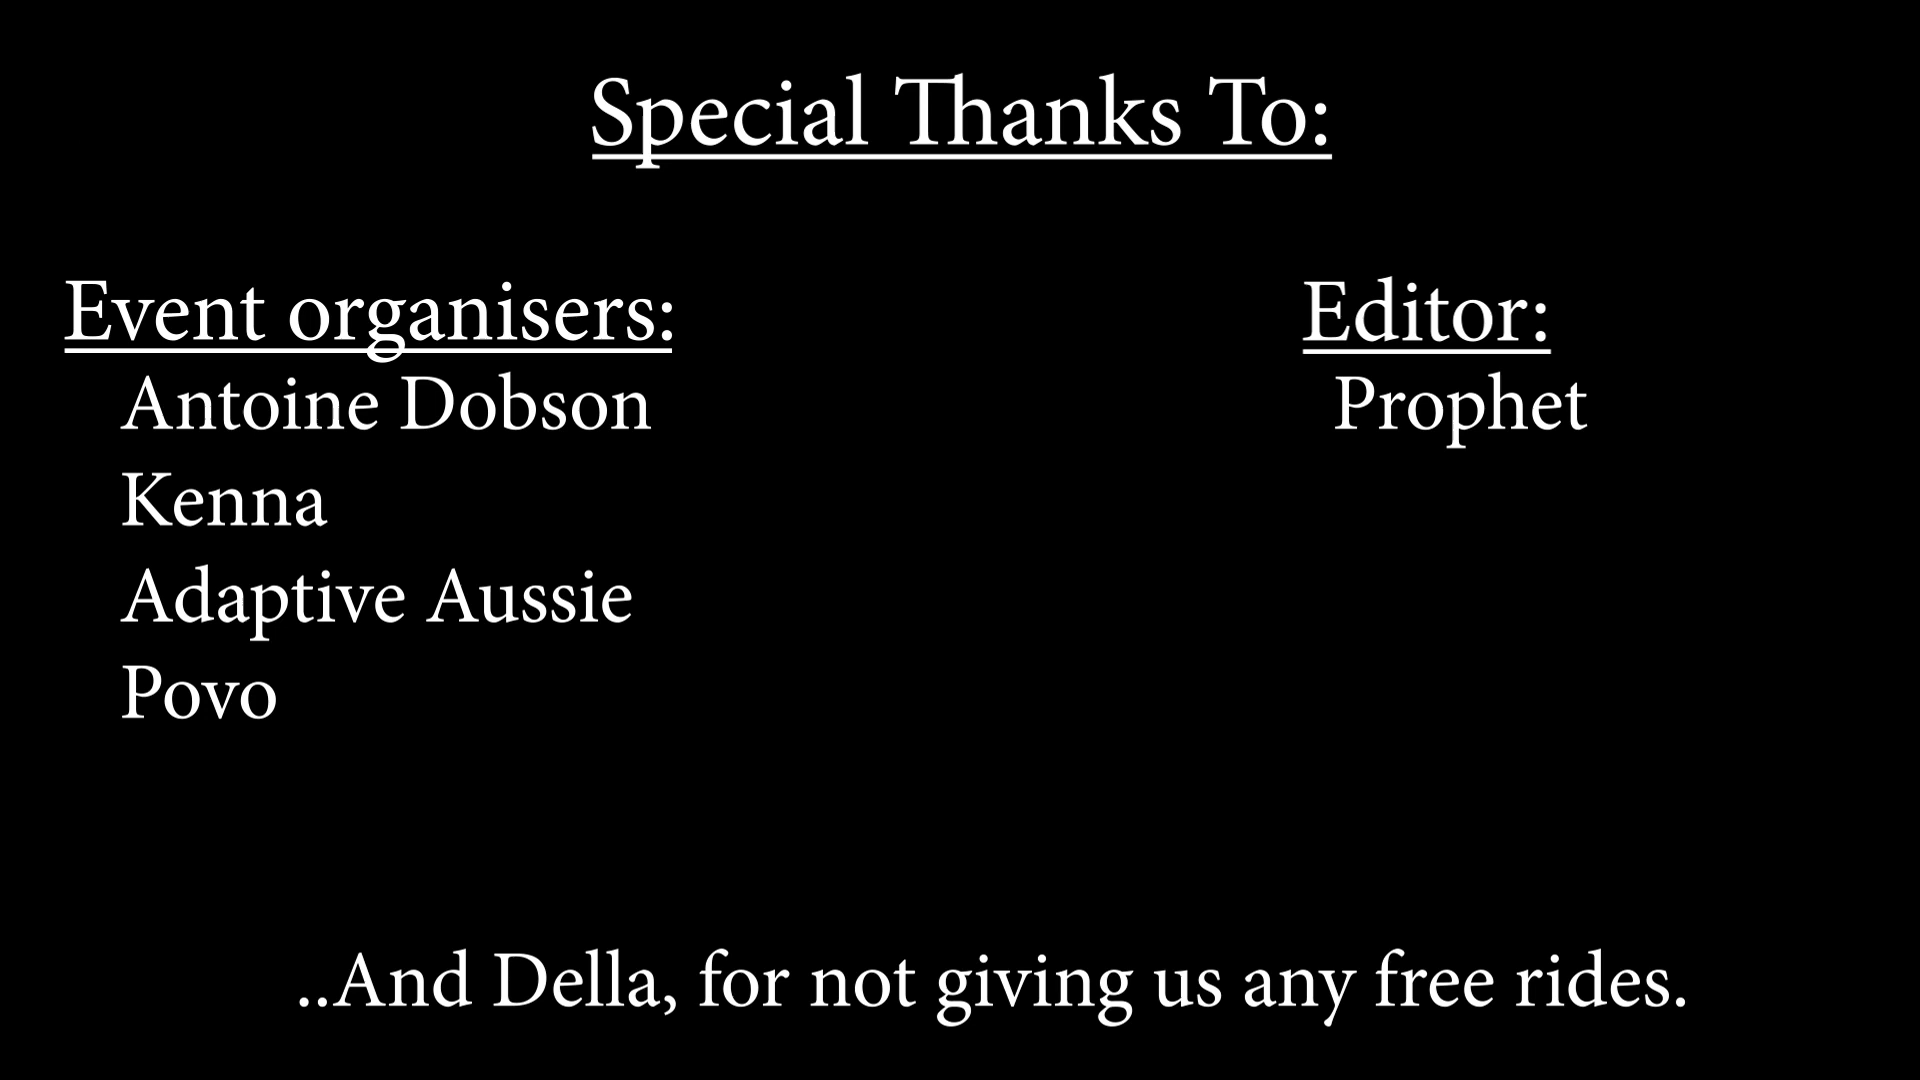 Special Thanks To:
Event organisers:
Antoine Dobson
Kenna
Adaptive Aussie
Povo
Editor:
Prophet
..And Della, for not giving us any free rides.